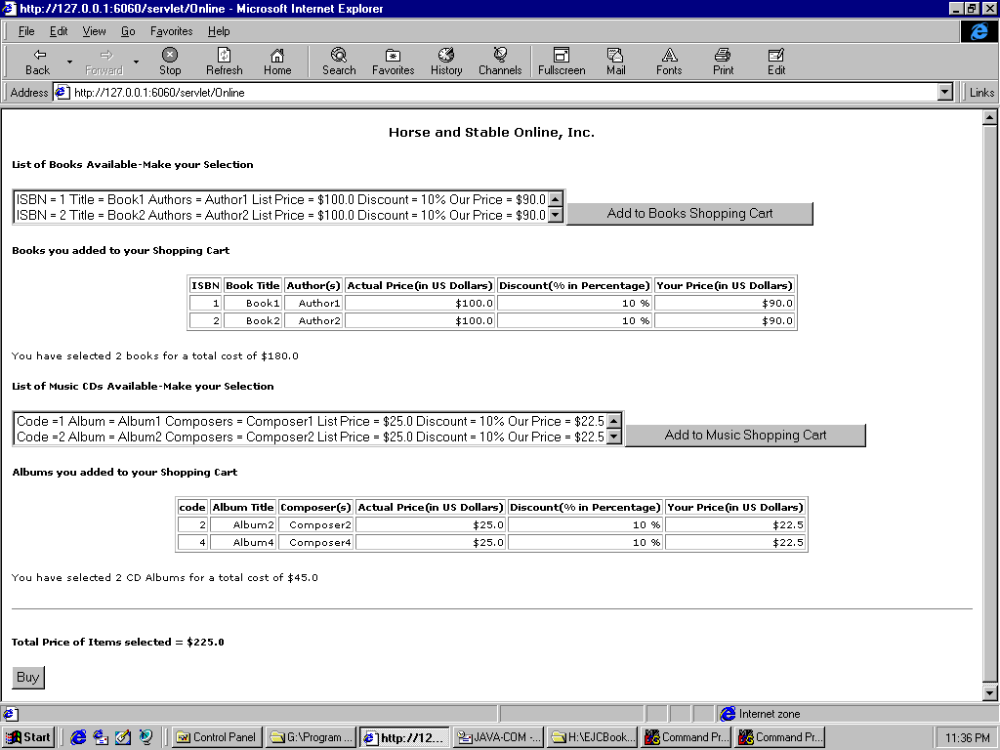 http://127.0.0.1:6060/servlet/Online - Microsoft Internet Explorer
File Edit View Go Favorites Help
Back Forward Stop Refresh Home Search Favorites History Channels Fullscreen Mail Fonts Print Edit
Address http://127.0.0.1:6060/servlet/Online Links
Horse and Stable Online, Inc.
List of Books Available-Make your Selection
ISBN = 1 Title = Book1 Authors = Author1 List Price = $100.0 Discount = 10% Our Price = $90.0
ISBN = 2 Title = Book2 Authors = Author2 List Price = $100.0 Discount = 10% Our Price = $90.0
Add to Books Shopping Cart
Books you added to your Shopping Cart
ISBN Book Title Author(s) Actual Price(in US Dollars) Discount(% in Percentage) Your Price(in US Dollars)
1 Book1 Author1 $100.0 10 % $90.0
2 Book2 Author2 $100.0 10 % $90.0
You have selected 2 books for a total cost of $180.0
List of Music CDs Available-Make your Selection
Code =1 Album = Album1 Composers = Composer1 List Price = $25.0 Discount = 10% Our Price = $22.5
Code =2 Album = Album2 Composers = Composer2 List Price = $25.0 Discount = 10% Our Price = $22.5
Add to Music Shopping Cart
Albums you added to your Shopping Cart
code Album Title Composer(s) Actual Price(in US Dollars) Discount(% in Percentage) Your Price(in US Dollars)
2 Album2 Composer2 $25.0 10 % $22.5
4 Album4 Composer4 $25.0 10 % $22.5
You have selected 2 CD Albums for a total cost of $45.0
Total Price of Items selected = $225.0
Buy
Internet zone
Start Control Panel G:\Program ... http://12... JAVA-COM -... H:\EJCBook... Command Pr... Command Pr... 11:36 PM